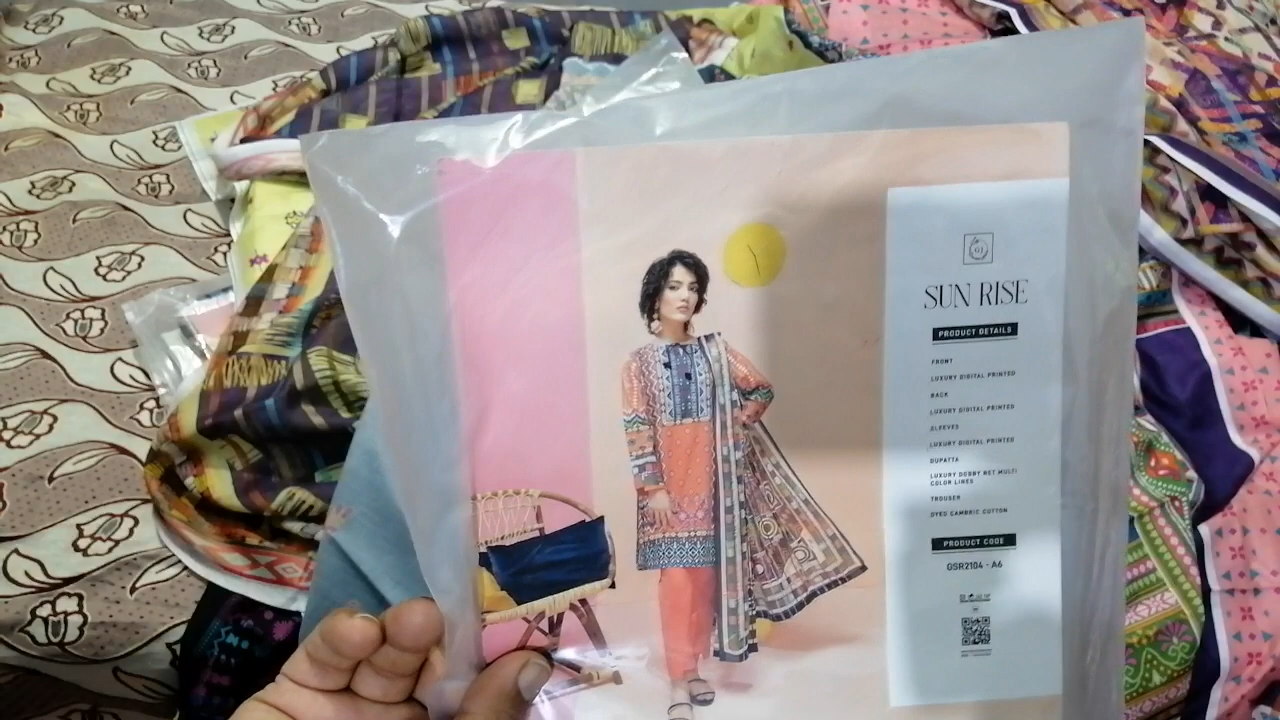 GJ
SUN RISE
PRODUCT DETAILS
FRONT
LUXURY DIGITAL PRINTED
BACK
LUXURY DIGITAL PRINTED
SLEEVES
LUXURY DIGITAL PRINTED
DUPATTA
LUXURY DOBBY NET MULTI
COLOR LINES
TROUSER
DYED CAMBRIC COTTON
PRODUCT CODE
GSR2104 - A6